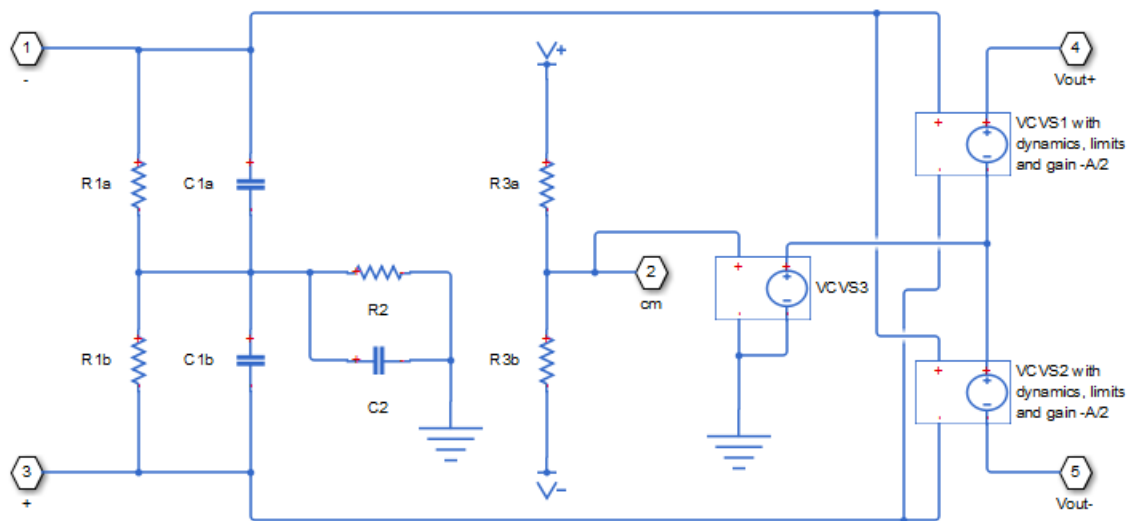 1
-
R1a
C1a
R1b
C1b
R2
C2
3
+
V+
R3a
R3b
V-
2
cm
VCVS3
4
Vout+
VCVS1 with
dynamics, limits
and gain -A/2
VCVS2 with
dynamics, limits
and gain -A/2
5
Vout-